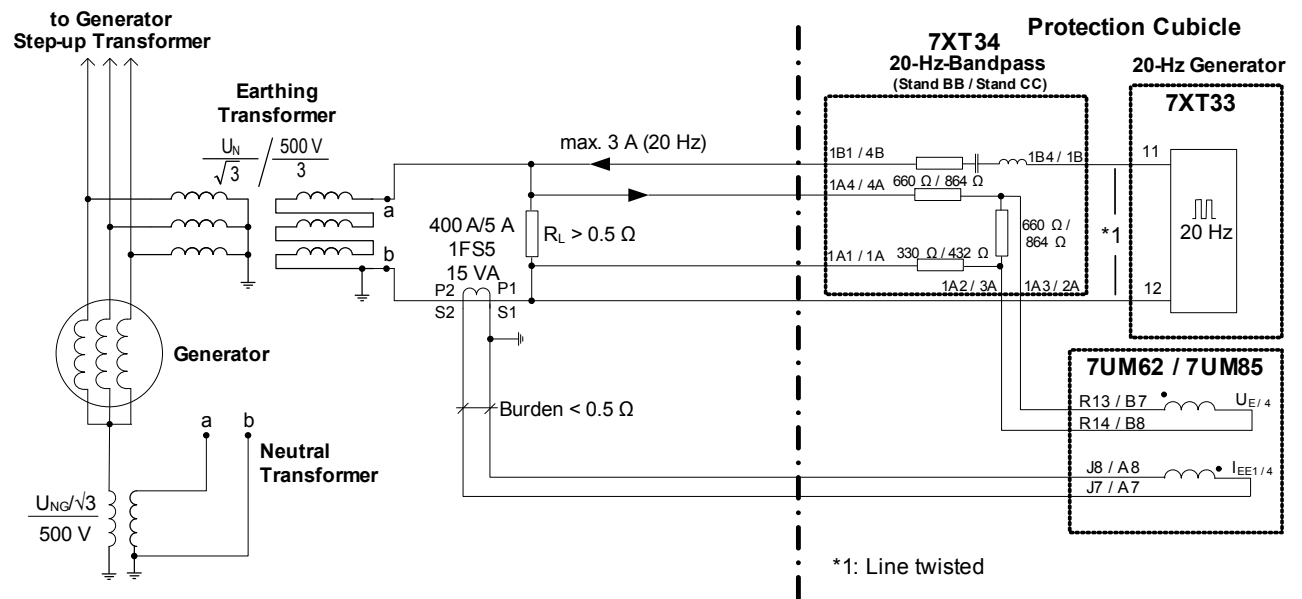 to Generator
Step-up Transformer
Earthing
Transformer
U_N / √3 / 500 V / 3
a
b
max. 3 A (20 Hz)
400 A/5 A
1FS5
15 VA
P2 P1
S2 S1
R_L > 0.5 Ω
Burden < 0.5 Ω
Generator
a b
Neutral
Transformer
U_NG/√3
500 V
Protection Cubicle
7XT34
20-Hz-Bandpass
(Stand BB / Stand CC)
1B1 / 4B
1B4 / 1B
1A4 / 4A
660 Ω / 864 Ω
660 Ω /
864 Ω
1A1 / 1A
330 Ω / 432 Ω
1A2 / 3A
1A3 / 2A
*1
20-Hz Generator
7XT33
11
20 Hz
12
7UM62 / 7UM85
R13 / B7
U_E / 4
R14 / B8
J8 / A8
I_EE1 / 4
J7 / A7
*1: Line twisted